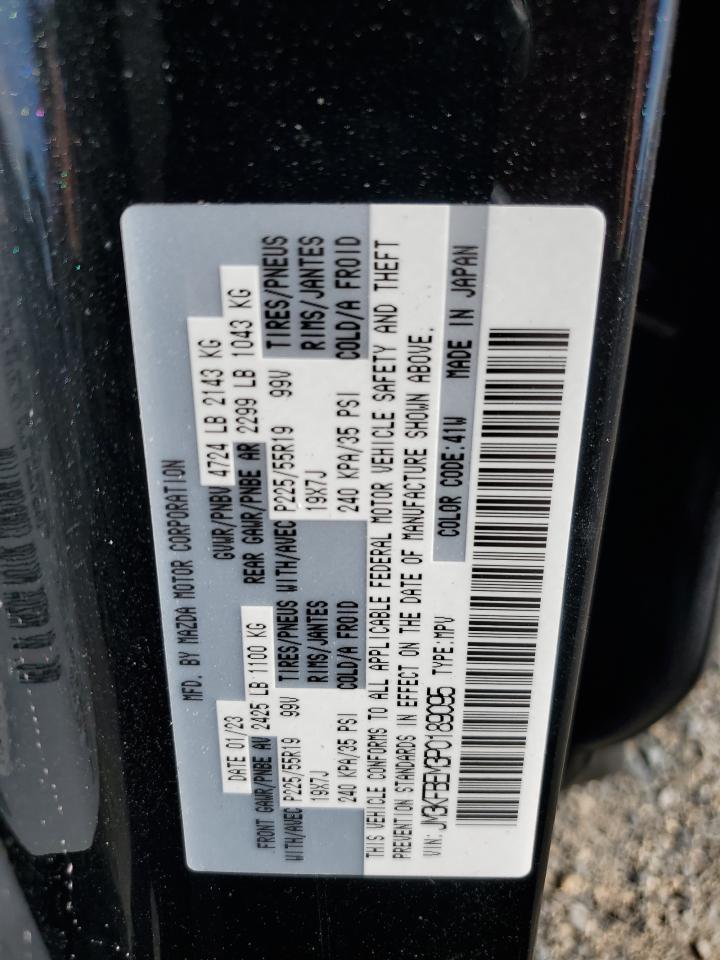 MFD. BY MAZDA MOTOR CORPORATION
DATE 01/23
GVWR/PNBV 4724 LB 2143 KG
FRONT GAWR/PNBE AV 2425 LB 1100 KG
REAR GAWR/PNBE AR 2299 LB 1043 KG
WITH/AVEC P225/55R19 99V TIRES/PNEUS WITH/AVEC P225/55R19 99V TIRES/PNEUS
19X7J RIMS/JANTES 19X7J RIMS/JANTES
240 KPA/35 PSI COLD/A FROID 240 KPA/35 PSI COLD/A FROID
THIS VEHICLE CONFORMS TO ALL APPLICABLE FEDERAL MOTOR VEHICLE SAFETY AND THEFT
PREVENTION STANDARDS IN EFFECT ON THE DATE OF MANUFACTURE SHOWN ABOVE.
VIN: JM3KFBEM3P0189095 TYPE: MPV COLOR CODE: 41W MADE IN JAPAN